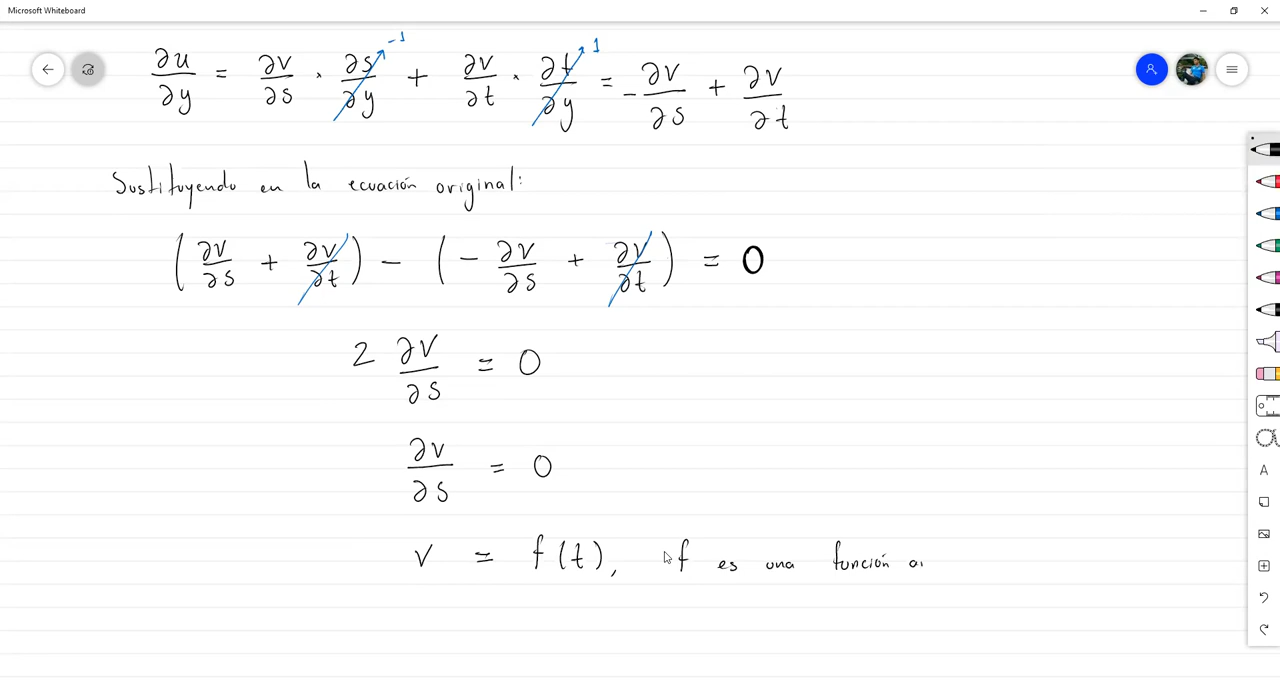 Microsoft Whiteboard
∂u/∂y = ∂v/∂s · ∂s/∂y + ∂v/∂t · ∂t/∂y = -∂v/∂s + ∂v/∂t
-1 1
Sustituyendo en la ecuación original:
(∂v/∂s + ∂v/∂t) - (-∂v/∂s + ∂v/∂t) = 0
2 ∂v/∂s = 0
∂v/∂s = 0
v = f(t), f es una función a
A